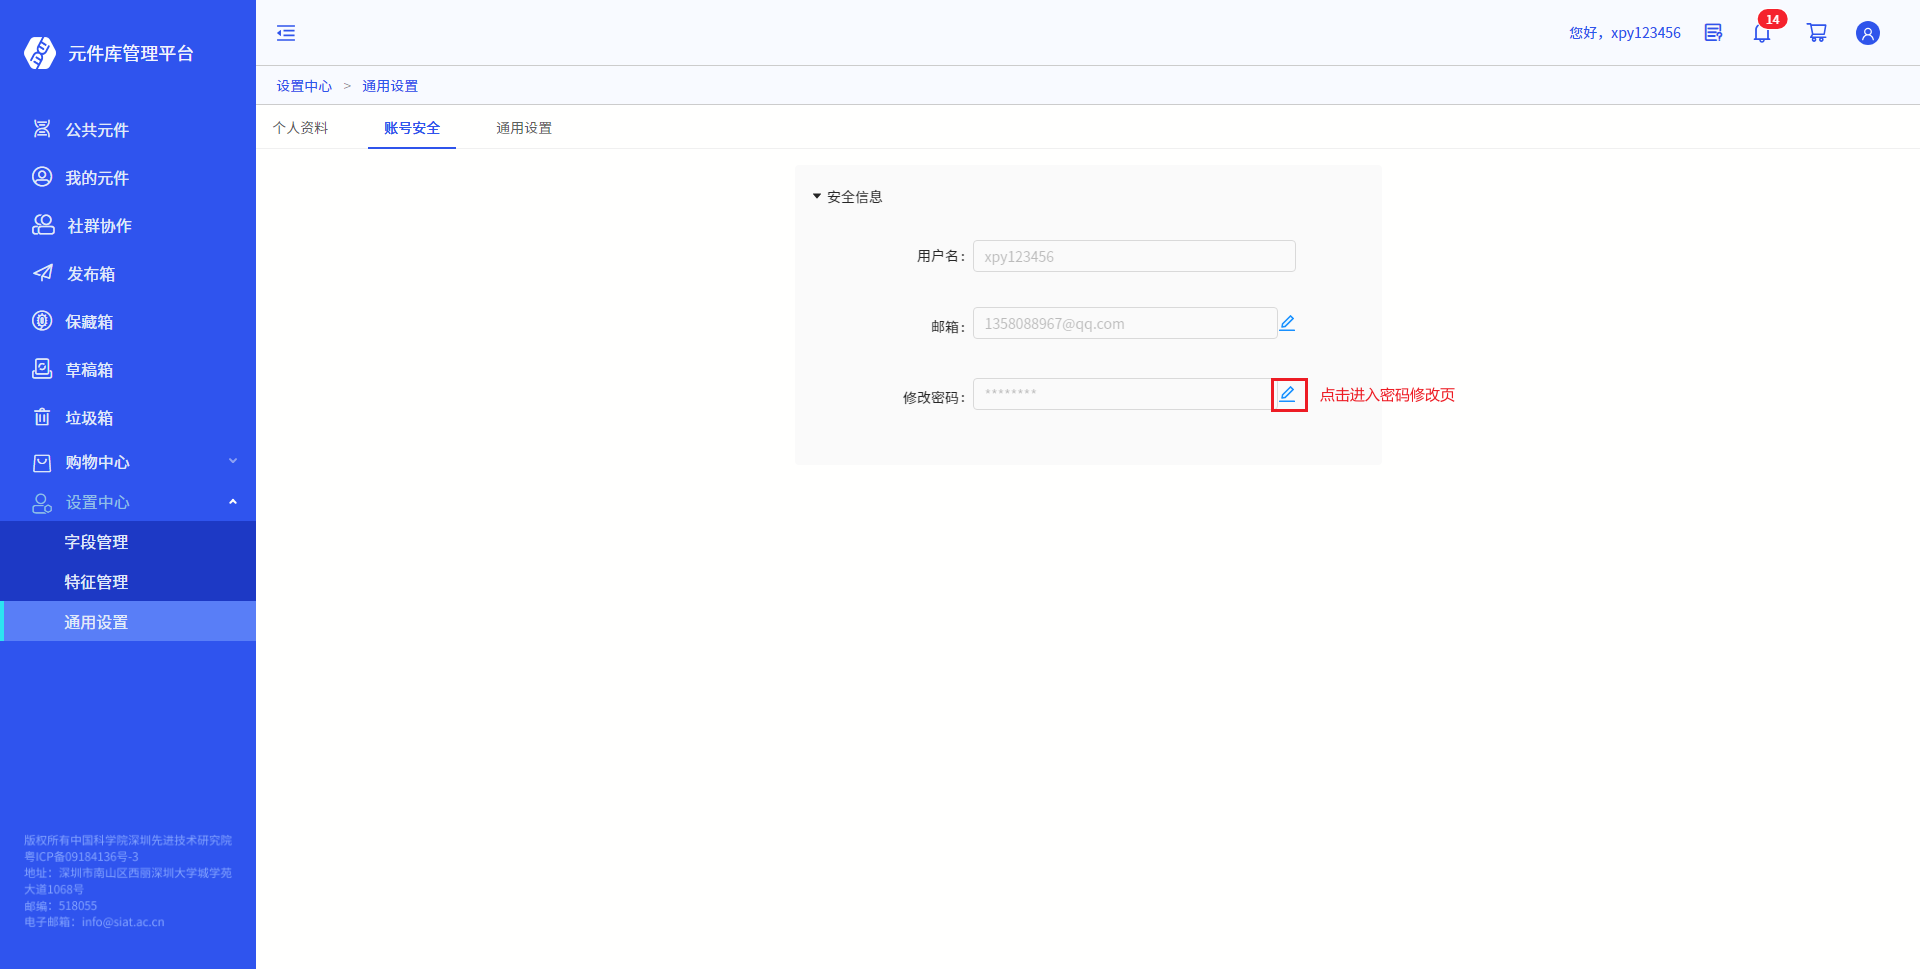 元件库管理平台
公共元件
我的元件
社群协作
发布箱
保藏箱
草稿箱
垃圾箱
购物中心
设置中心
字段管理
特征管理
通用设置
版权所有中国科学院深圳先进技术研究院
粤ICP备09184136号-3
地址：深圳市南山区西丽深圳大学城学苑
大道1068号
邮编：518055
电子邮箱：info@siat.ac.cn
您好，xpy123456
14
设置中心 > 通用设置
个人资料 账号安全 通用设置
安全信息
用户名: xpy123456
邮箱: 1358088967@qq.com
修改密码: ********
点击进入密码修改页